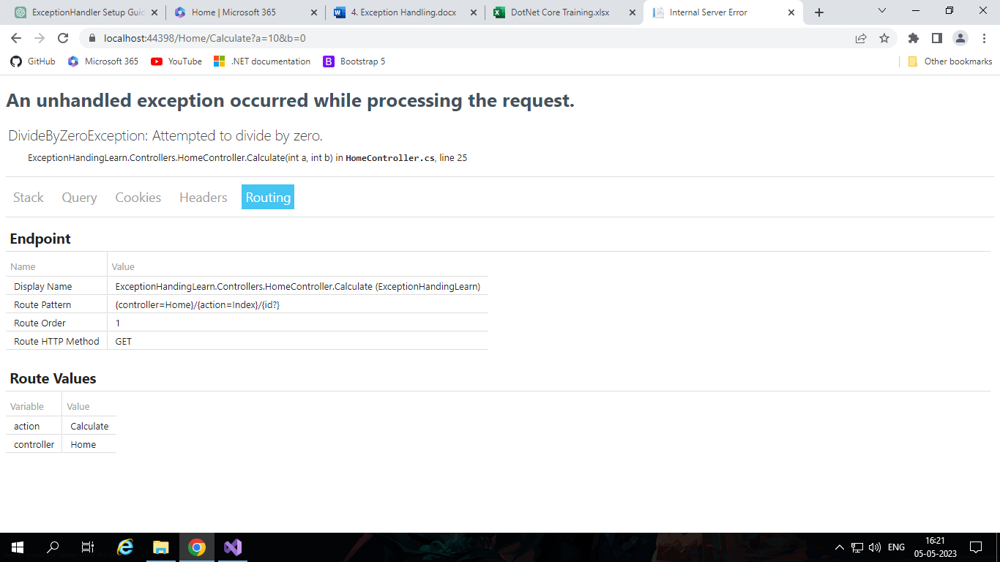 ExceptionHandler Setup Guid
Home | Microsoft 365
4. Exception Handling.docx
DotNet Core Training.xlsx
Internal Server Error
localhost:44398/Home/Calculate?a=10&b=0
GitHub
Microsoft 365
YouTube
.NET documentation
B
Bootstrap 5
Other bookmarks
An unhandled exception occurred while processing the request.
DivideByZeroException: Attempted to divide by zero.
ExceptionHandingLearn.Controllers.HomeController.Calculate(int a, int b) in HomeController.cs, line 25
Stack Query Cookies Headers Routing
Endpoint
Name Value
Display Name ExceptionHandingLearn.Controllers.HomeController.Calculate (ExceptionHandingLearn)
Route Pattern {controller=Home}/{action=Index}/{id?}
Route Order 1
Route HTTP Method GET
Route Values
Variable Value
action Calculate
controller Home
ENG
16:21
05-05-2023